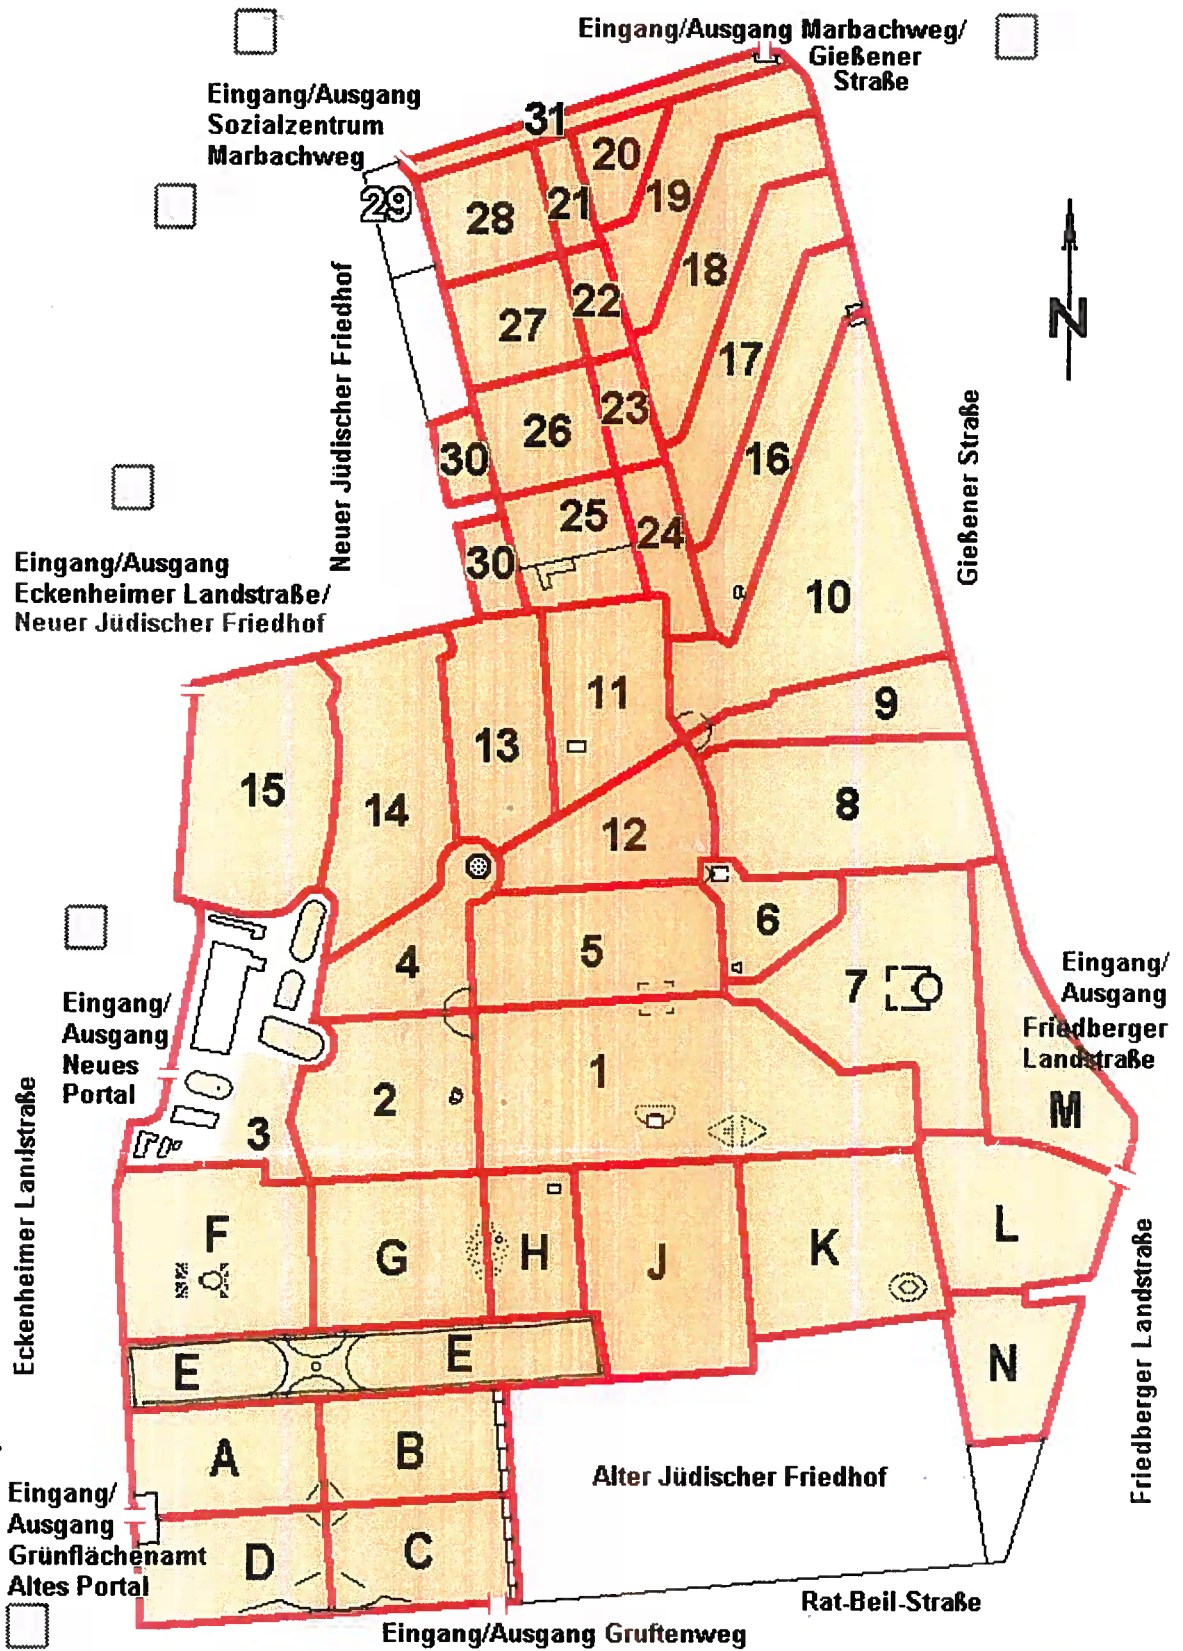 Eingang/Ausgang Marbachweg/
Gießener
Straße
Eingang/Ausgang
Sozialzentrum
Marbachweg
31
20
19
21
28
29
18
22
27
17
23
26
16
30
25
24
30
10
N
Neuer Jüdischer Friedhof
Gießener Straße
Eingang/Ausgang
Eckenheimer Landstraße/
Neuer Jüdischer Friedhof
11
9
13
15
14
8
12
6
5
4
7
Eingang/
Ausgang
Friedberger
Landstraße
Eingang/
Ausgang
Neues
Portal
1
2
3
M
Eckenheimer Landstraße
F
G
H
J
K
L
N
E
E
Friedberger Landstraße
A
B
Alter Jüdischer Friedhof
Eingang/
Ausgang
Grünflächenamt
Altes Portal
D
C
Rat-Beil-Straße
Eingang/Ausgang Gruftenweg